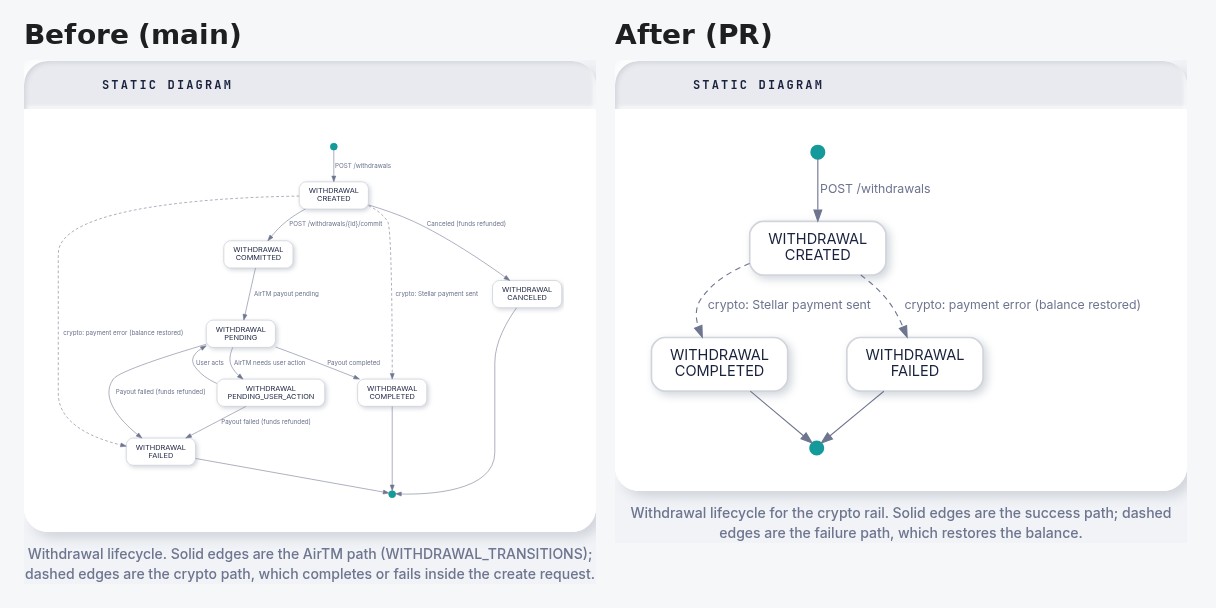 Before (main)
STATIC DIAGRAM
POST /withdrawals
WITHDRAWAL
CREATED
POST /withdrawals/{id}/commit
Canceled (funds refunded)
WITHDRAWAL
COMMITTED
WITHDRAWAL
CANCELED
AirTM payout pending
crypto: Stellar payment sent
crypto: payment error (balance restored)
WITHDRAWAL
PENDING
User acts
AirTM needs user action
Payout completed
Payout failed (funds refunded)
WITHDRAWAL
PENDING_USER_ACTION
WITHDRAWAL
COMPLETED
Payout failed (funds refunded)
WITHDRAWAL
FAILED
Withdrawal lifecycle. Solid edges are the AirTM path (WITHDRAWAL_TRANSITIONS);
dashed edges are the crypto path, which completes or fails inside the create request.
After (PR)
STATIC DIAGRAM
POST /withdrawals
WITHDRAWAL
CREATED
crypto: Stellar payment sent
crypto: payment error (balance restored)
WITHDRAWAL
COMPLETED
WITHDRAWAL
FAILED
Withdrawal lifecycle for the crypto rail. Solid edges are the success path; dashed
edges are the failure path, which restores the balance.